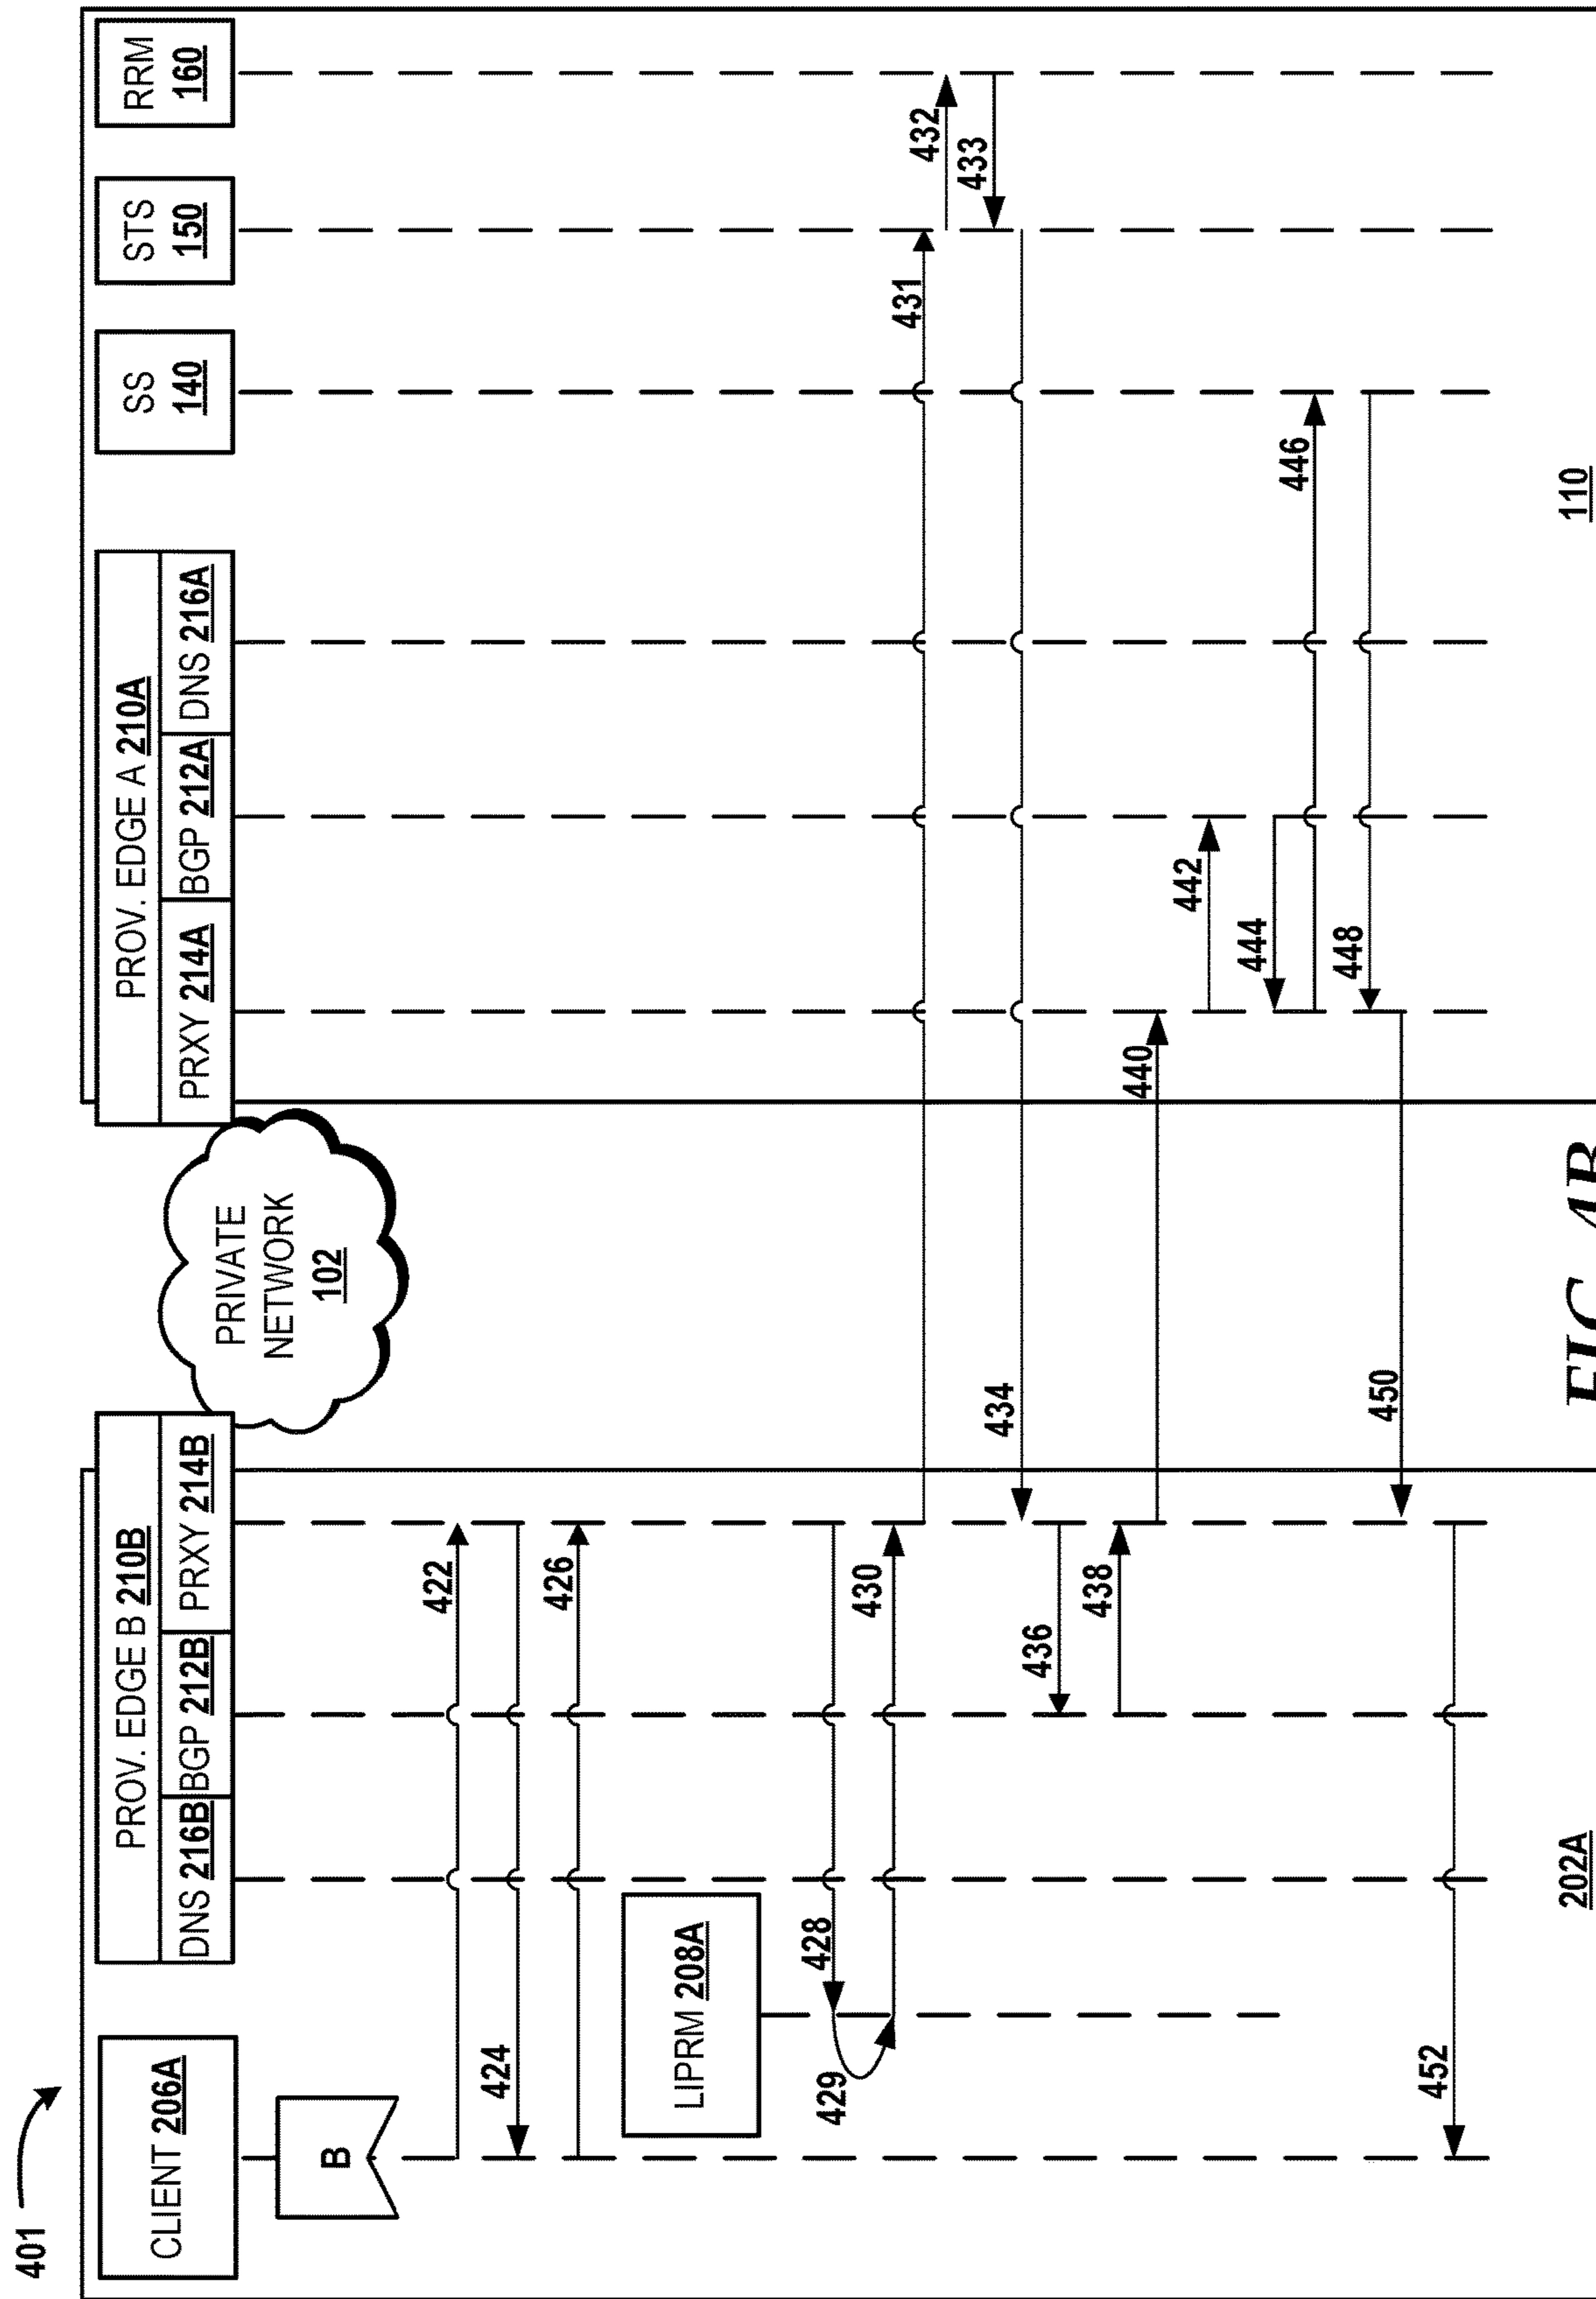 401
CLIENT 206A
PROV. EDGE B 210B
DNS 216B
BGP 212B
PRXY 214B
PRIVATE
NETWORK
102
PROV. EDGE A 210A
PRXY 214A
BGP 212A
DNS 216A
SS
140
STS
150
RRM
160
B
422
424
426
LIPRM 208A
428
429
430
431
432
433
434
436
438
440
442
444
446
448
450
452
202A
110
FIG. 4B